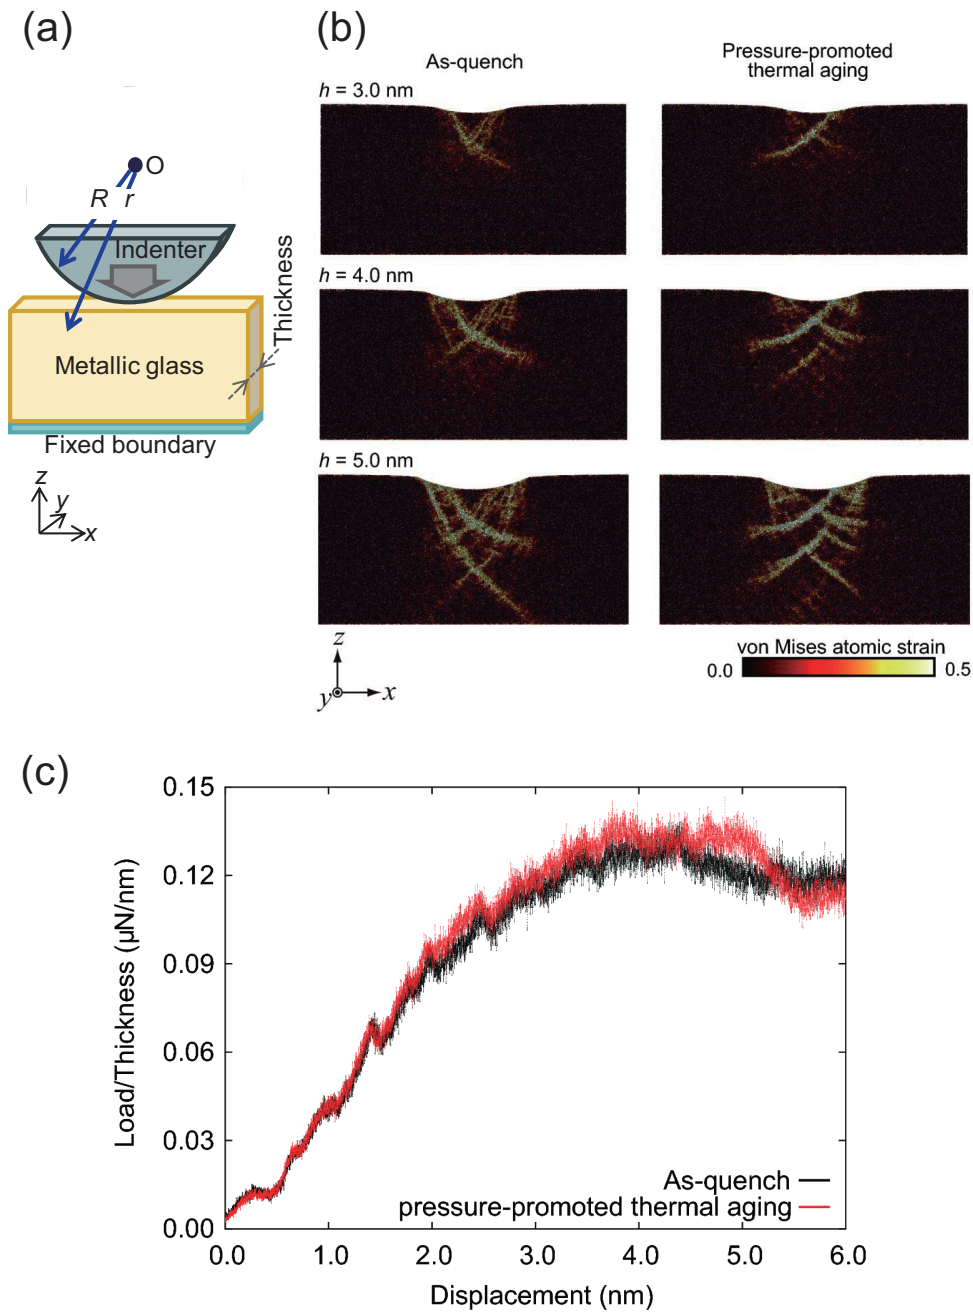 (a)
O
R
r
Indenter
Thickness
Metallic glass
Fixed boundary
z
y
x
(b)
As-quench
Pressure-promoted
thermal aging
h = 3.0 nm
h = 4.0 nm
h = 5.0 nm
z
y
x
von Mises atomic strain
0.0
0.5
(c)
0.15
0.12
0.09
0.06
0.03
0.00
Load/Thickness (μN/nm)
As-quench
pressure-promoted thermal aging
0.0 1.0 2.0 3.0 4.0 5.0 6.0
Displacement (nm)